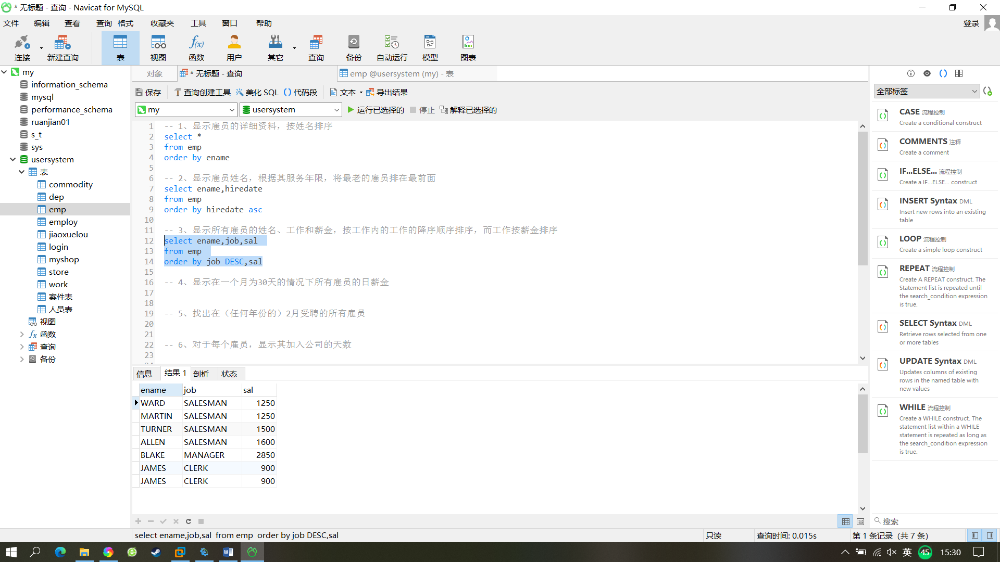 * 无标题 - 查询 - Navicat for MySQL
文件 编辑 查看 查询 格式 收藏夹 工具 窗口 帮助 登录
连接 新建查询 表 视图 函数 用户 其它 查询 备份 自动运行 模型 图表
my
information_schema
mysql
performance_schema
ruanjian01
s_t
sys
usersystem
表
commodity
dep
emp
employ
jiaoxuelou
login
myshop
store
work
案件表
人员表
视图
函数
查询
备份
对象 * 无标题 - 查询 emp @usersystem (my) - 表
保存 查询创建工具 美化 SQL 代码段 文本 导出结果
my usersystem 运行已选择的 停止 解释已选择的
1 -- 1、显示雇员的详细资料，按姓名排序
2 select *
3 from emp
4 order by ename
5
6 -- 2、显示雇员姓名，根据其服务年限，将最老的雇员排在最前面
7 select ename,hiredate
8 from emp
9 order by hiredate asc
10
11 -- 3、显示所有雇员的姓名、工作和薪金，按工作内的工作的降序顺序排序，而工作按薪金排序
12 select ename,job,sal
13 from emp
14 order by job DESC,sal
15
16 -- 4、显示在一个月为30天的情况下所有雇员的日薪金
17
18
19 -- 5、找出在（任何年份的）2月受聘的所有雇员
20
21
22 -- 6、对于每个雇员，显示其加入公司的天数
23
信息 结果 1 剖析 状态
ename job sal
WARD SALESMAN 1250
MARTIN SALESMAN 1250
TURNER SALESMAN 1500
ALLEN SALESMAN 1600
BLAKE MANAGER 2850
JAMES CLERK 900
JAMES CLERK 900
全部标签
CASE 流程控制
Create a conditional construct
COMMENTS 注释
Create a comment
IF...ELSE... 流程控制
Create a IF...ELSE... construct
INSERT Syntax DML
Insert new rows into an existing
table
LOOP 流程控制
Create a simple loop construct
REPEAT 流程控制
Create A REPEAT construct. The
Statement list is repeated until
the search_condition expression
is true.
SELECT Syntax DML
Retrieve rows selected from one
or more tables
UPDATE Syntax DML
Updates columns of existing
rows in the named table with
new values
WHILE 流程控制
Create a WHILE construct. The
statement list within a WHILE
statement is repeated as long as
the search_condition expression
is true.
搜索
select ename,job,sal  from emp  order by job DESC,sal 只读 查询时间: 0.015s 第 1 条记录 (共 7 条)
英 45 15:30